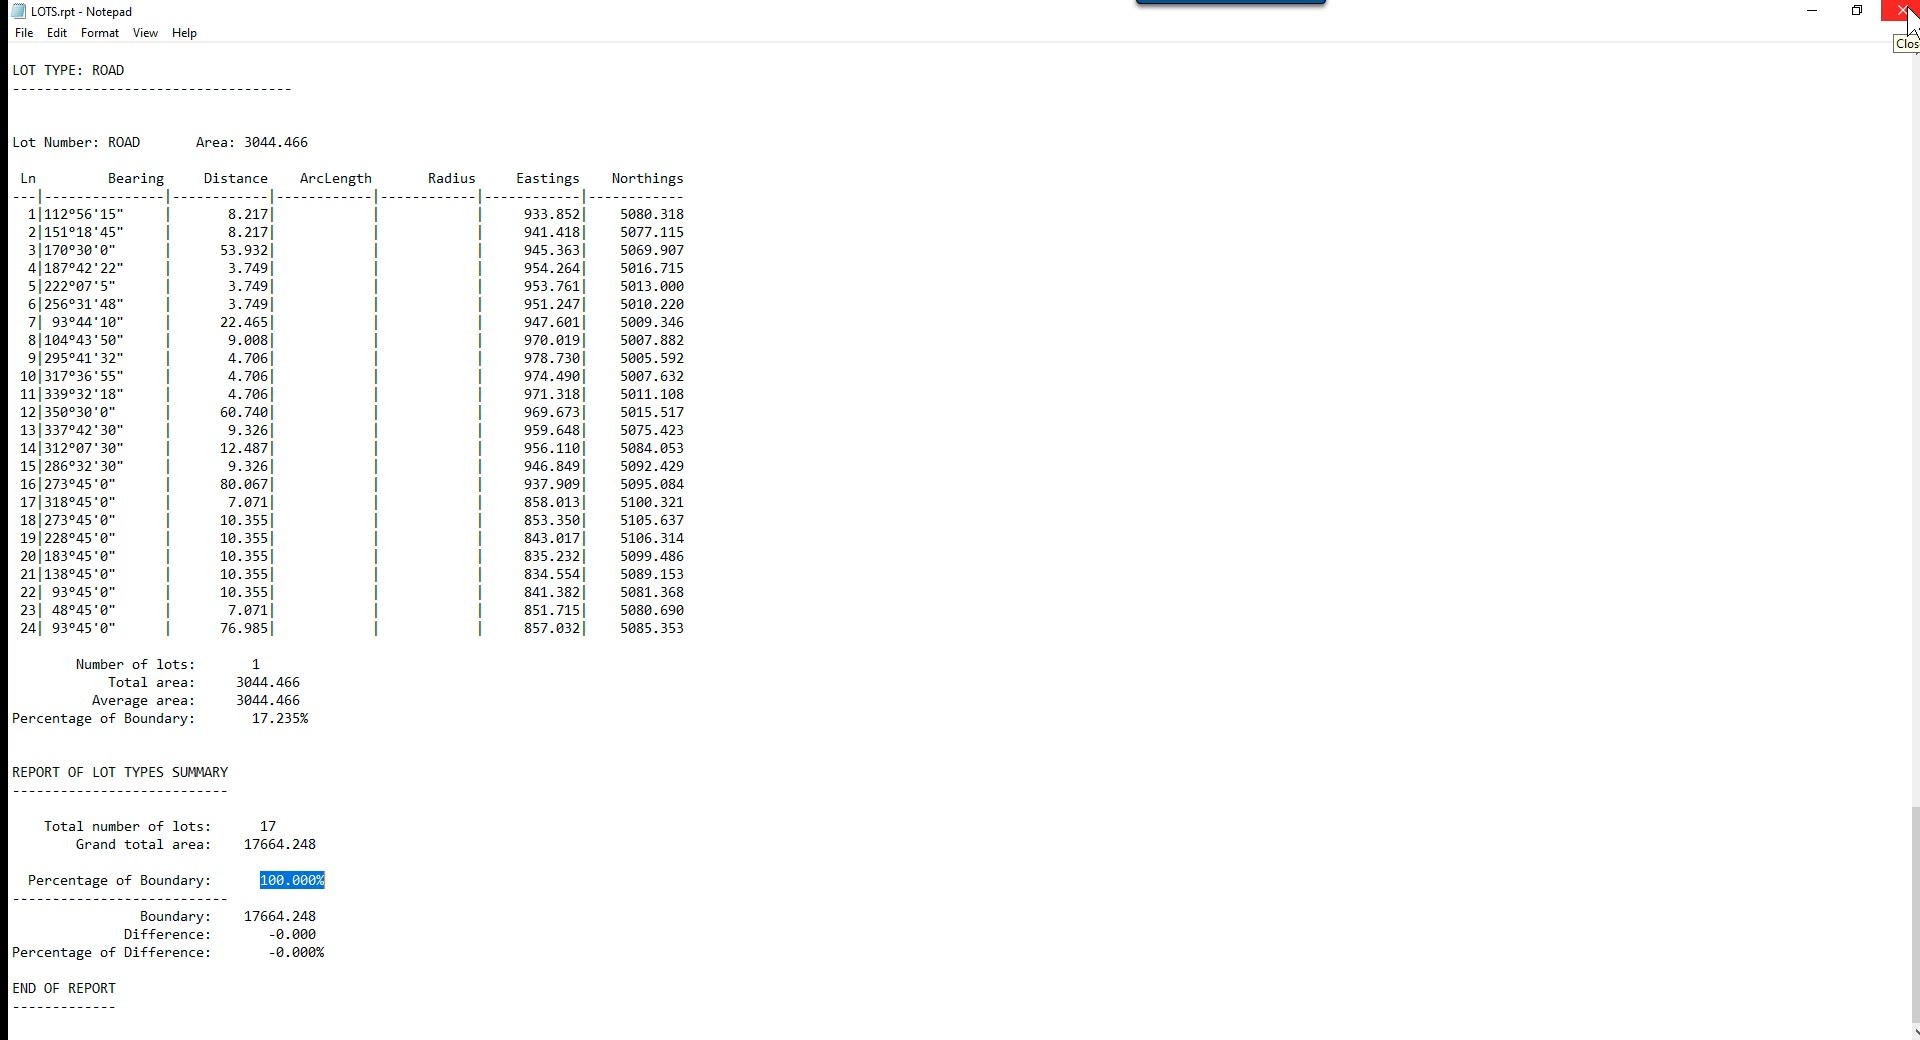 LOTS.rpt - Notepad
File Edit Format View Help
Clos
LOT TYPE: ROAD
-----------------------------------
Lot Number: ROAD       Area: 3044.466
 Ln         Bearing     Distance    ArcLength       Radius     Eastings    Northings
---|---------------|------------|------------|------------|------------|------------
  1|112°56'15"     |       8.217|            |            |     933.852|    5080.318
  2|151°18'45"     |       8.217|            |            |     941.418|    5077.115
  3|170°30'0"      |      53.932|            |            |     945.363|    5069.907
  4|187°42'22"     |       3.749|            |            |     954.264|    5016.715
  5|222°07'5"      |       3.749|            |            |     953.761|    5013.000
  6|256°31'48"     |       3.749|            |            |     951.247|    5010.220
  7| 93°44'10"     |      22.465|            |            |     947.601|    5009.346
  8|104°43'50"     |       9.008|            |            |     970.019|    5007.882
  9|295°41'32"     |       4.706|            |            |     978.730|    5005.592
 10|317°36'55"     |       4.706|            |            |     974.490|    5007.632
 11|339°32'18"     |       4.706|            |            |     971.318|    5011.108
 12|350°30'0"      |      60.740|            |            |     969.673|    5015.517
 13|337°42'30"     |       9.326|            |            |     959.648|    5075.423
 14|312°07'30"     |      12.487|            |            |     956.110|    5084.053
 15|286°32'30"     |       9.326|            |            |     946.849|    5092.429
 16|273°45'0"      |      80.067|            |            |     937.909|    5095.084
 17|318°45'0"      |       7.071|            |            |     858.013|    5100.321
 18|273°45'0"      |      10.355|            |            |     853.350|    5105.637
 19|228°45'0"      |      10.355|            |            |     843.017|    5106.314
 20|183°45'0"      |      10.355|            |            |     835.232|    5099.486
 21|138°45'0"      |      10.355|            |            |     834.554|    5089.153
 22| 93°45'0"      |      10.355|            |            |     841.382|    5081.368
 23| 48°45'0"      |       7.071|            |            |     851.715|    5080.690
 24| 93°45'0"      |      76.985|            |            |     857.032|    5085.353
Number of lots:       1
Total area:     3044.466
Average area:     3044.466
Percentage of Boundary:       17.235%
REPORT OF LOT TYPES SUMMARY
---------------------------
Total number of lots:      17
Grand total area:    17664.248
Percentage of Boundary:      100.000%
---------------------------
Boundary:    17664.248
Difference:       -0.000
Percentage of Difference:       -0.000%
END OF REPORT
-------------